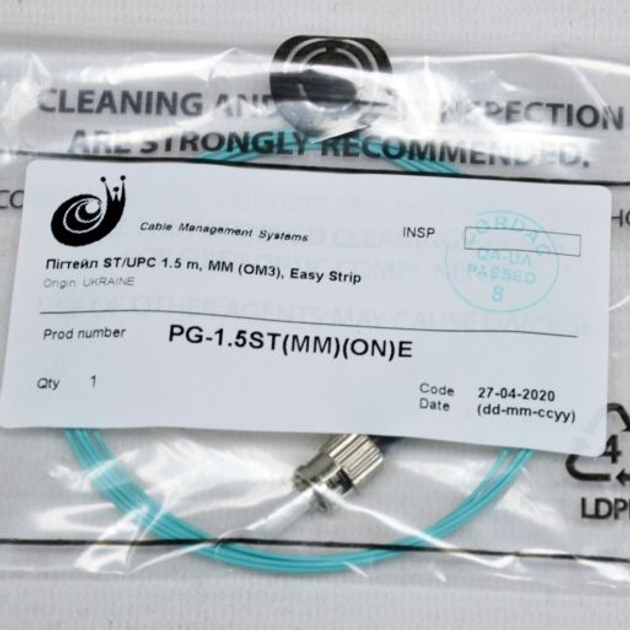 CLEANING AND INSPECTION
ARE STRONGLY RECOMMENDED.
Cable Management Systems
INSP
Пігтейл ST/UPC 1.5 m, MM (OM3), Easy Strip
Origin: UKRAINE
QA-UA
PASSED
8
Prod number PG-1.5ST(MM)(ON)E
Qty 1
Code 27-04-2020
Date (dd-mm-ccyy)
4